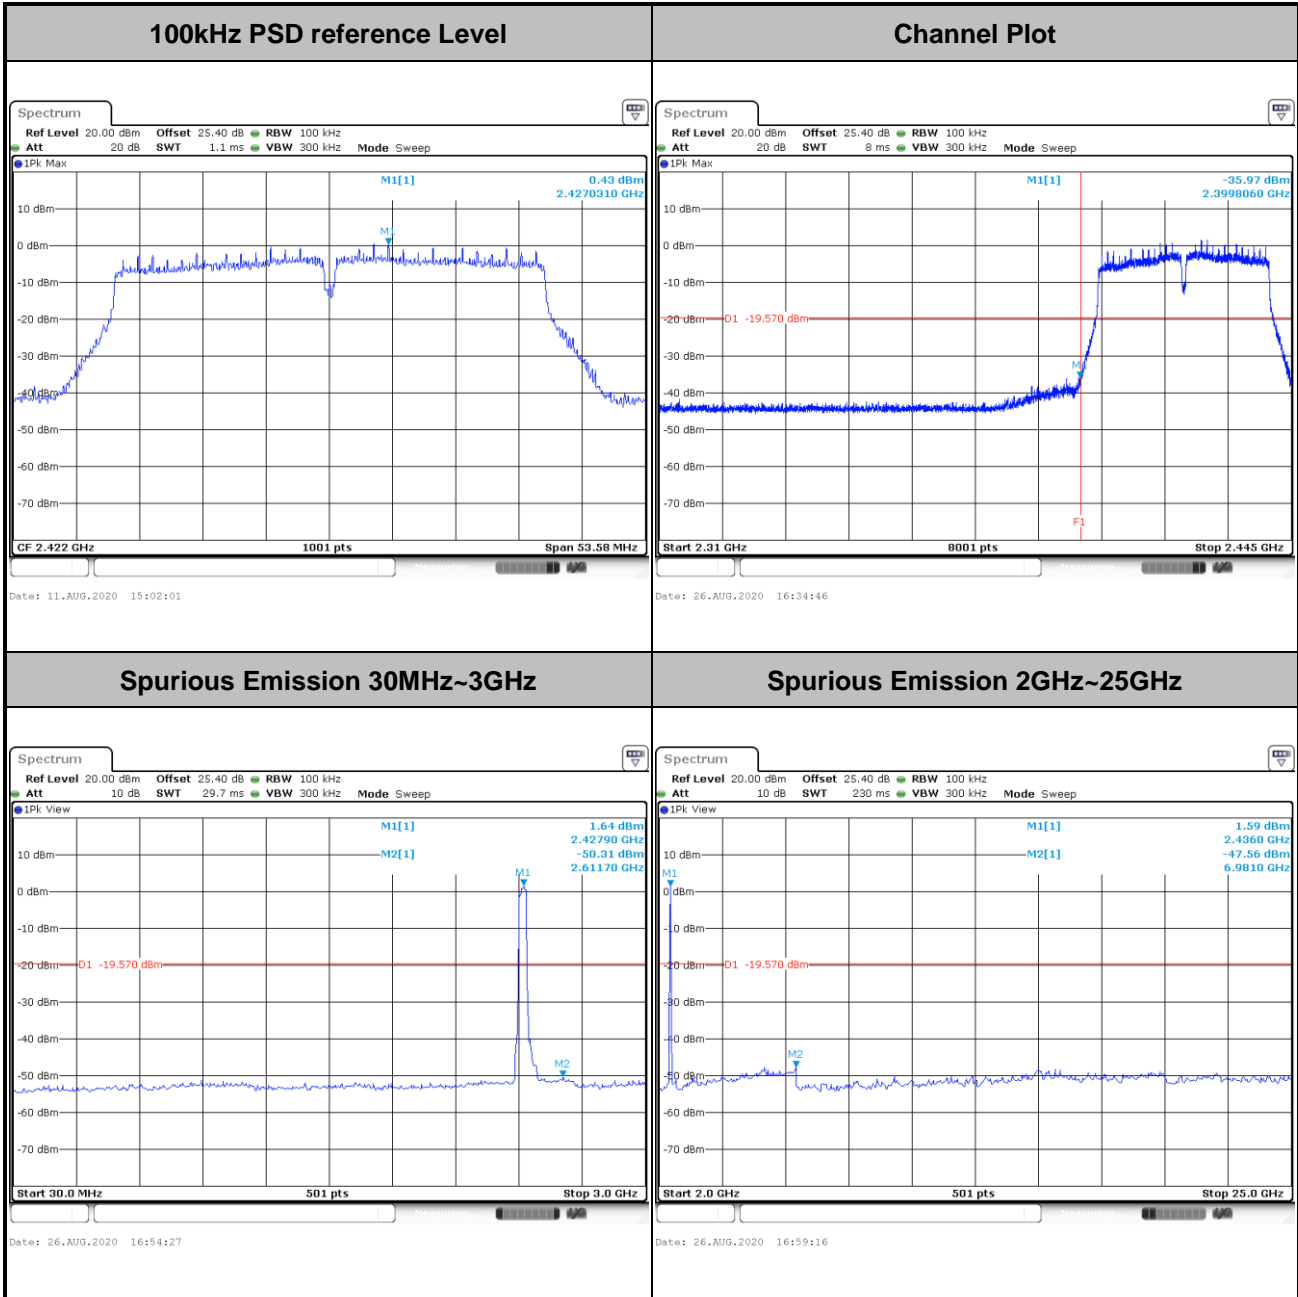 100kHz PSD reference Level
Channel Plot
Spectrum
Ref Level 20.00 dBm Offset 25.40 dB RBW 100 kHz
Att 20 dB SWT 1.1 ms VBW 300 kHz Mode Sweep
1Pk Max
M1[1] 0.43 dBm
2.4270310 GHz
M1
10 dBm
0 dBm
-10 dBm
-20 dBm
-30 dBm
-40 dBm
-50 dBm
-60 dBm
-70 dBm
CF 2.422 GHz 1001 pts Span 53.58 MHz
Measuring
Date: 11.AUG.2020 15:02:01
Spectrum
Ref Level 20.00 dBm Offset 25.40 dB RBW 100 kHz
Att 20 dB SWT 8 ms VBW 300 kHz Mode Sweep
1Pk Max
M1[1] -35.97 dBm
2.3998060 GHz
10 dBm
0 dBm
-10 dBm
-20 dBm D1 -19.570 dBm
-30 dBm
-40 dBm
-50 dBm
-60 dBm
-70 dBm
F1
Start 2.31 GHz 8001 pts Stop 2.445 GHz
Measuring
Date: 26.AUG.2020 16:34:46
Spurious Emission 30MHz~3GHz
Spurious Emission 2GHz~25GHz
Spectrum
Ref Level 20.00 dBm Offset 25.40 dB RBW 100 kHz
Att 10 dB SWT 29.7 ms VBW 300 kHz Mode Sweep
1Pk View
M1[1] 1.64 dBm
2.42790 GHz
M2[1] -50.31 dBm
2.61170 GHz
M1
10 dBm
0 dBm
-10 dBm
-20 dBm D1 -19.570 dBm
-30 dBm
-40 dBm
M2
-50 dBm
-60 dBm
-70 dBm
Start 30.0 MHz 501 pts Stop 3.0 GHz
Measuring
Date: 26.AUG.2020 16:54:27
Spectrum
Ref Level 20.00 dBm Offset 25.40 dB RBW 100 kHz
Att 10 dB SWT 230 ms VBW 300 kHz Mode Sweep
1Pk View
M1[1] 1.59 dBm
2.4360 GHz
M2[1] -47.56 dBm
6.9810 GHz
M1
10 dBm
0 dBm
-10 dBm
-20 dBm D1 -19.570 dBm
-30 dBm
-40 dBm
M2
-50 dBm
-60 dBm
-70 dBm
Start 2.0 GHz 501 pts Stop 25.0 GHz
Measuring
Date: 26.AUG.2020 16:59:16